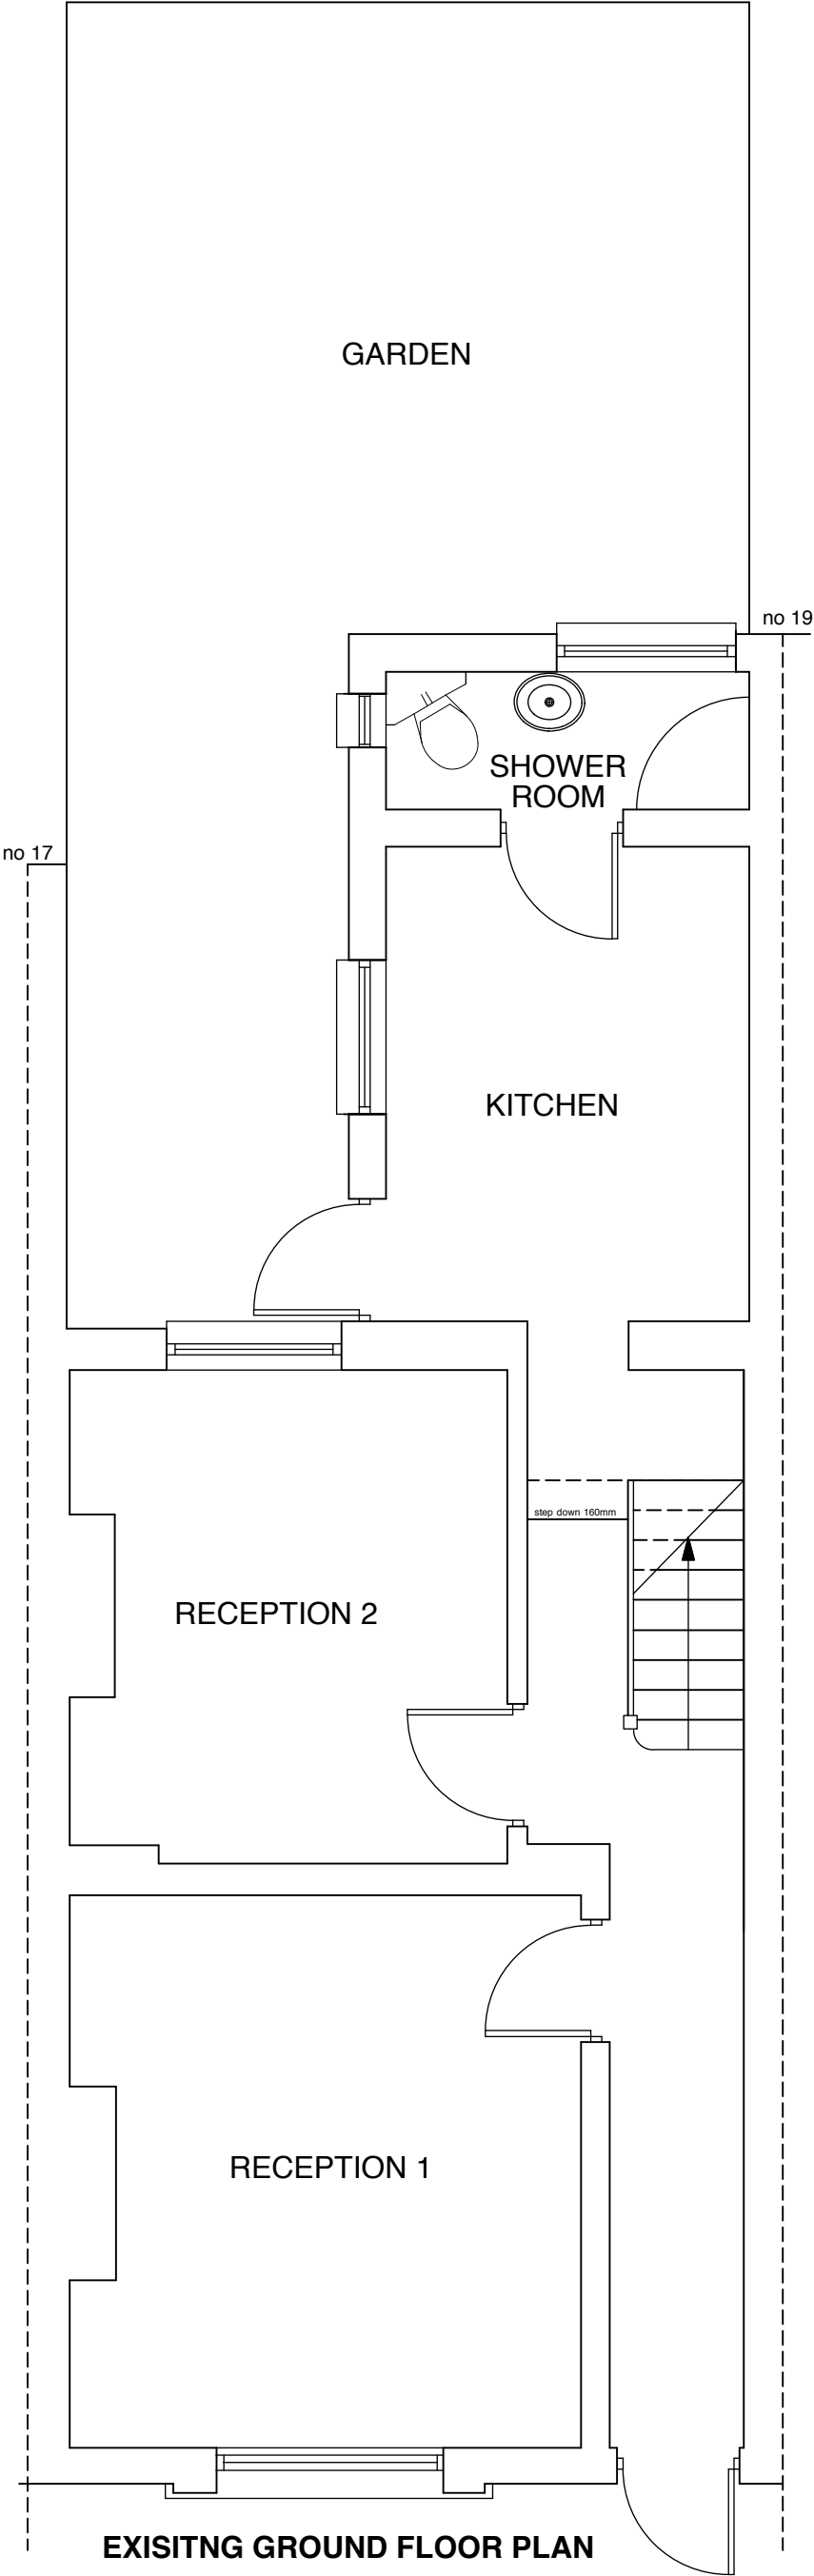 GARDEN
no 19
SHOWER
ROOM
no 17
KITCHEN
step down 160mm
RECEPTION 2
RECEPTION 1
EXISITNG GROUND FLOOR PLAN